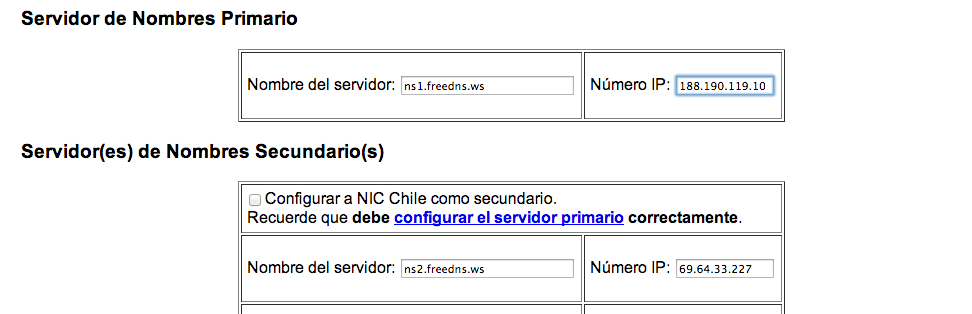 Servidor de Nombres Primario
Nombre del servidor: ns1.freedns.ws Número IP: 188.190.119.10
Servidor(es) de Nombres Secundario(s)
Configurar a NIC Chile como secundario.
Recuerde que debe configurar el servidor primario correctamente.
Nombre del servidor: ns2.freedns.ws Número IP: 69.64.33.227